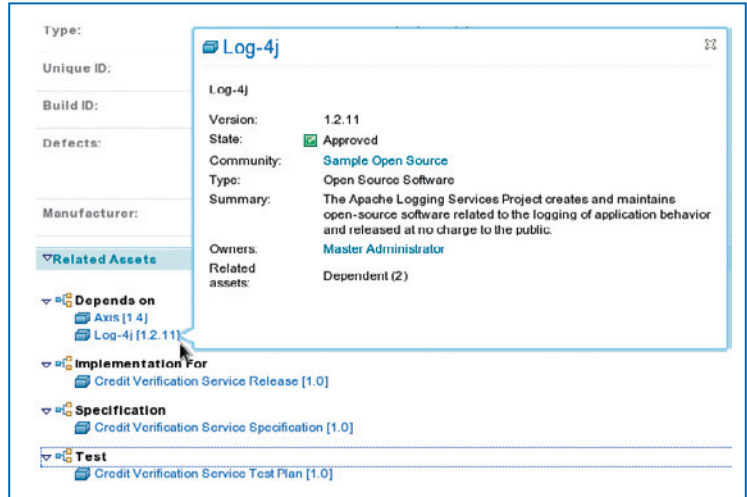 Type:
Unique ID:
Build ID:
Defects:
Manufacturer:
Related Assets
Depends on
Axis [1.4]
Log-4j [1.2.11]
Implementation For
Credit Verification Service Release [1.0]
Specification
Credit Verification Service Specification [1.0]
Test
Credit Verification Service Test Plan [1.0]
Log-4j
Log-4j
Version: 1.2.11
State: Approved
Community: Sample Open Source
Type: Open Source Software
Summary: The Apache Logging Services Project creates and maintains
open-source software related to the logging of application behavior
and released at no charge to the public.
Owners: Master Administrator
Related
assets: Dependent (2)